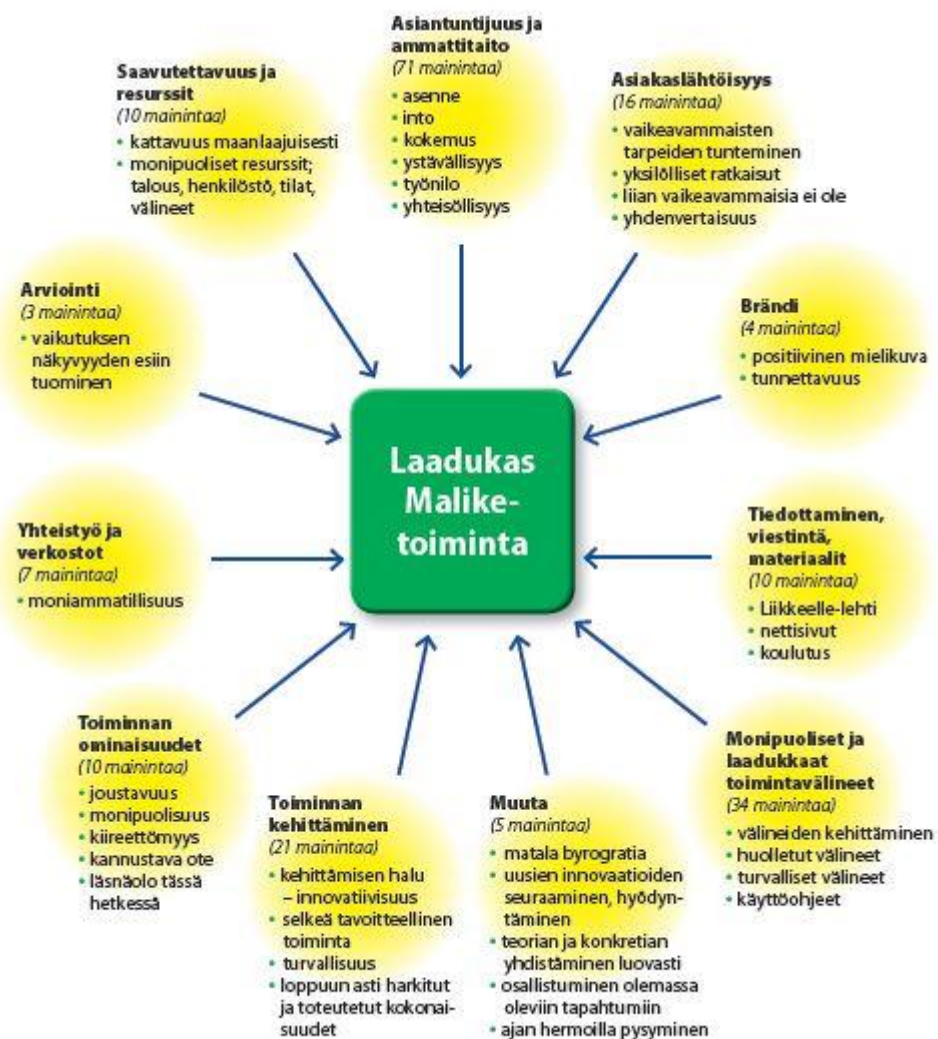 Asiantuntijuus ja
ammattitaito
(71 mainintaa)
• asenne
• into
• kokemus
• ystävällisyys
• työnilo
• yhteisöllisyys
Saavutettavuus ja
resurssit
(10 mainintaa)
• kattavuus maanlaajuisesti
• monipuoliset resurssit;
talous, henkilöstö, tilat,
välineet
Asiakaslähtöisyys
(16 mainintaa)
• vaikeavammaisten
tarpeiden tunteminen
• yksilölliset ratkaisut
• liian vaikeavammaisia ei ole
• yhdenvertaisuus
Arviointi
(3 mainintaa)
• vaikutuksen
näkyvyyden esiin
tuominen
Brändi
(4 mainintaa)
• positiivinen mielikuva
• tunnettavuus
Laadukas
Malike-
toiminta
Yhteistyö ja
verkostot
(7 mainintaa)
• moniammatillisuus
Tiedottaminen,
viestintä,
materiaalit
(10 mainintaa)
• Liikkeelle-lehti
• nettisivut
• koulutus
Toiminnan
ominaisuudet
(10 mainintaa)
• joustavuus
• monipuolisuus
• kiireettömyys
• kannustava ote
• läsnäolo tässä
hetkessä
Toiminnan
kehittäminen
(21 mainintaa)
• kehittämisen halu
– innovatiivisuus
• selkeä tavoitteellinen
toiminta
• turvallisuus
• loppuun asti harkitut
ja toteutetut kokonai-
suudet
Muuta
(5 mainintaa)
• matala byrogratia
• uusien innovaatioiden
seuraaminen, hyödyn-
täminen
• teorian ja konkretian
yhdistäminen luovasti
• osallistuminen olemassa
oleviin tapahtumiin
• ajan hermoilla pysyminen
Monipuoliset ja
laadukkaat
toimintavälineet
(34 mainintaa)
• välineiden kehittäminen
• huolletut välineet
• turvalliset välineet
• käyttöohjeet